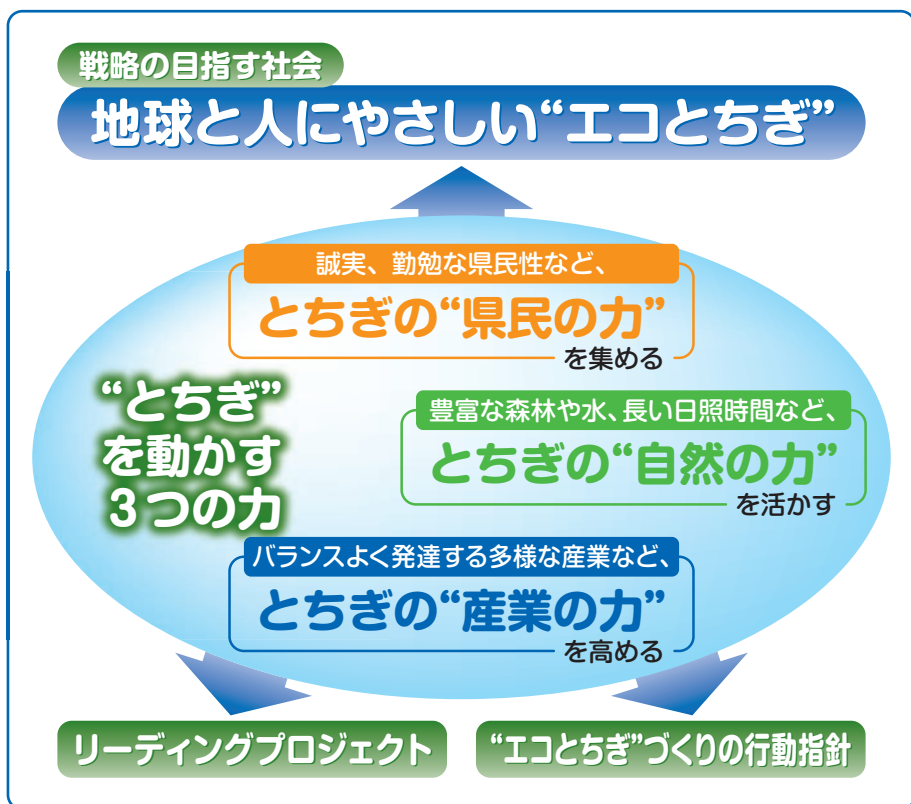 戦略の目指す社会
地球と人にやさしい“エコとちぎ”
誠実、勤勉な県民性など、
とちぎの“県民の力”
を集める
“とちぎ”
を動かす
3つの力
豊富な森林や水、長い日照時間など、
とちぎの“自然の力”
を活かす
バランスよく発達する多様な産業など、
とちぎの“産業の力”
を高める
リーディングプロジェクト
“エコとちぎ”づくりの行動指針